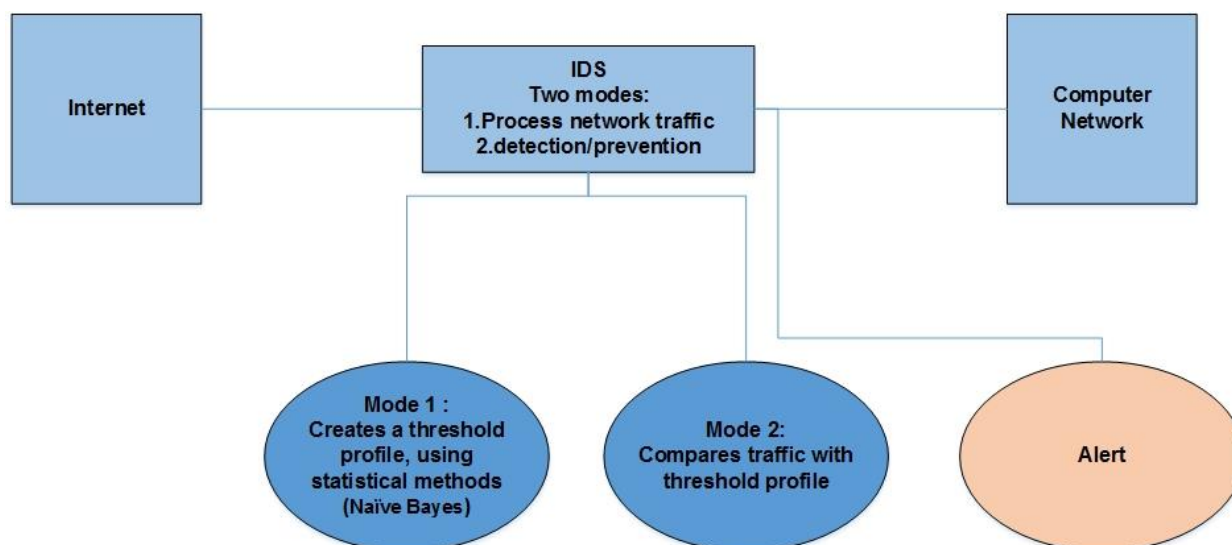 Internet
IDS
Two modes:
1.Process network traffic
2.detection/prevention
Computer
Network
Mode 1 :
Creates a threshold
profile, using
statistical methods
(Naïve Bayes)
Mode 2:
Compares traffic with
threshold profile
Alert